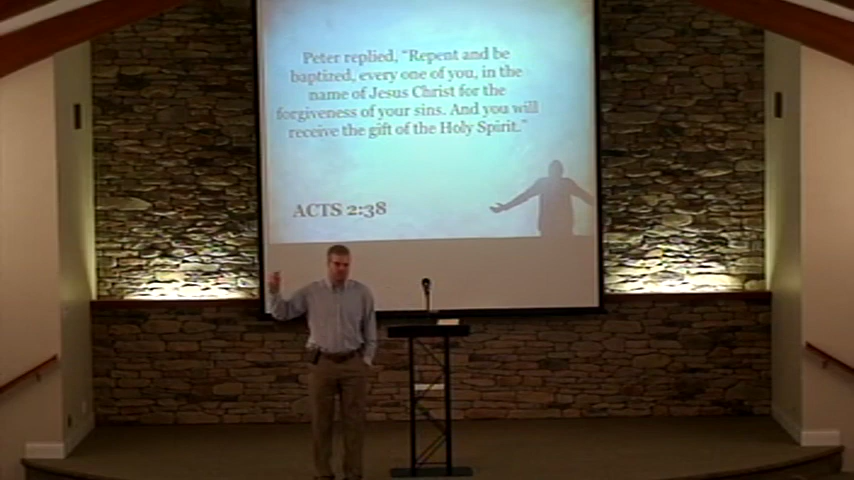 Peter replied, "Repent and be
baptized, every one of you, in the
name of Jesus Christ for the
forgiveness of your sins. And you will
receive the gift of the Holy Spirit."
ACTS 2:38